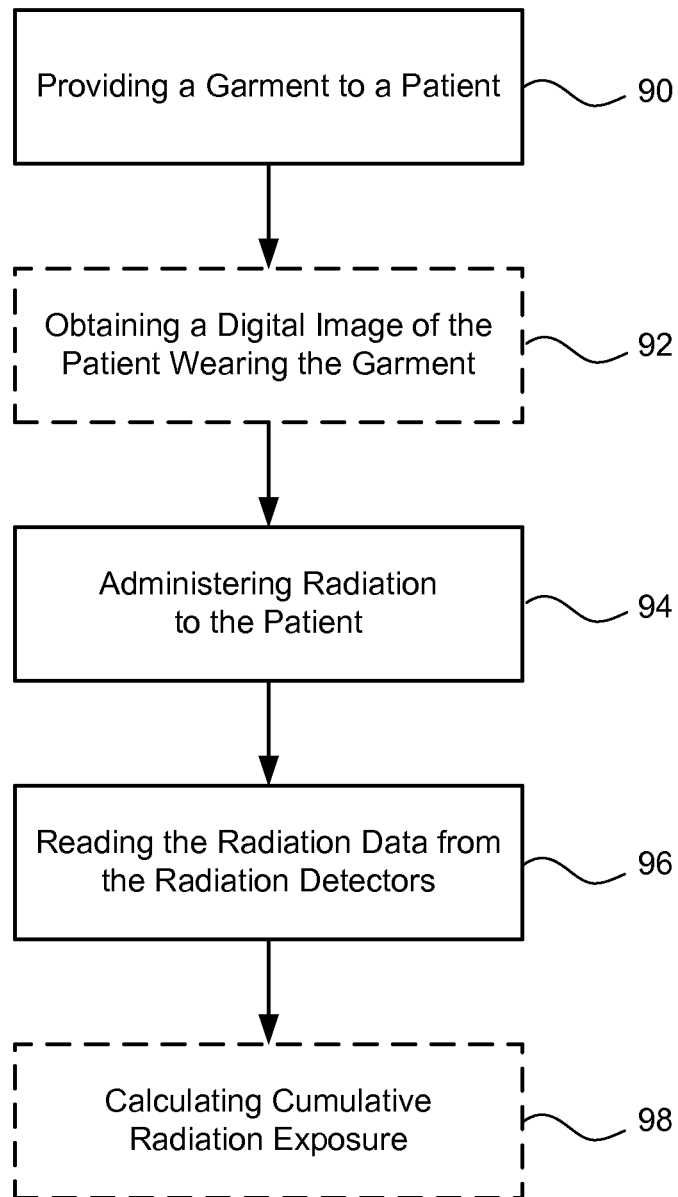 Providing a Garment to a Patient
90
Obtaining a Digital Image of the
Patient Wearing the Garment
92
Administering Radiation
to the Patient
94
Reading the Radiation Data from
the Radiation Detectors
96
Calculating Cumulative
Radiation Exposure
98